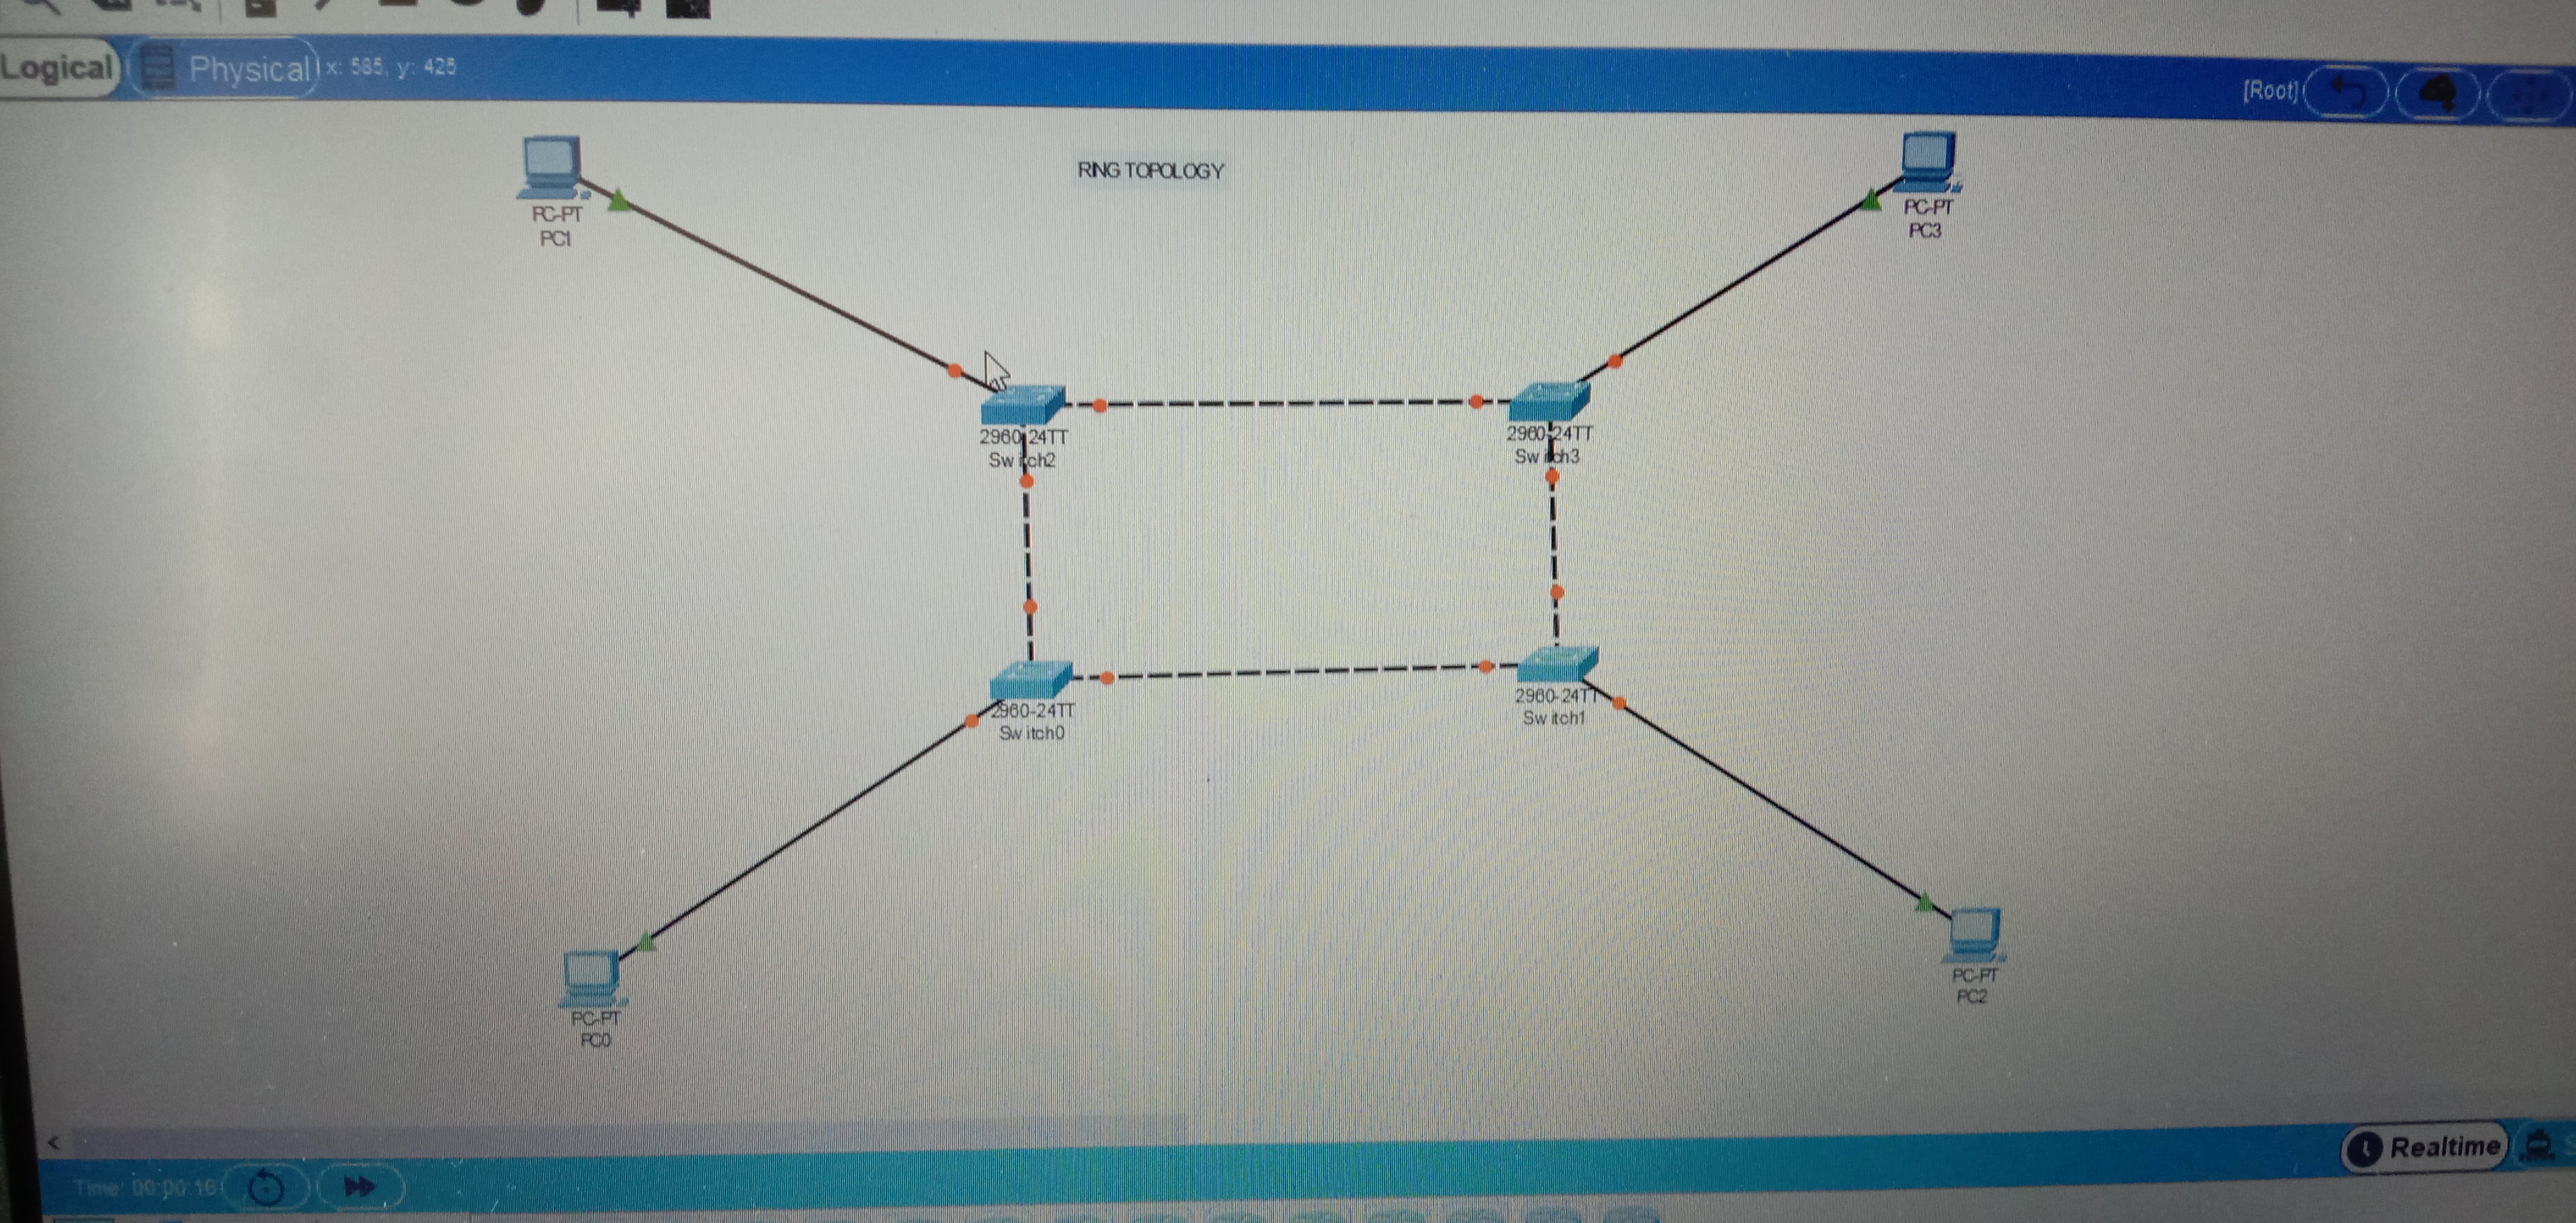 Logical Physical x: 585, y: 425 [Root]
RING TOPOLOGY
PC-PT
PC1
PC-PT
PC3
2960-24TT
Switch2
2960-24TT
Switch3
2960-24TT
Switch0
2960-24TT
Switch1
PC-PT
PC0
PC-PT
PC2
Realtime
Time: 00:00:16